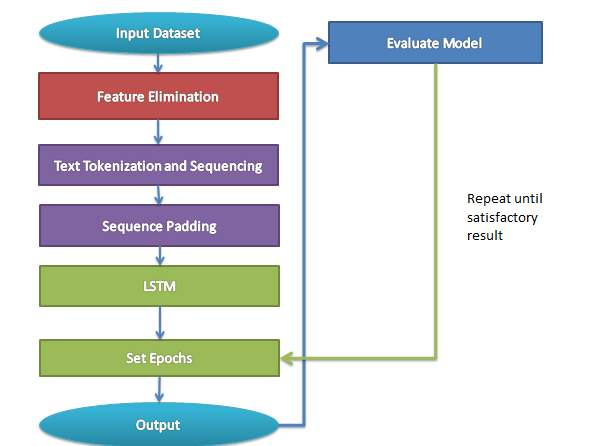 Input Dataset
Feature Elimination
Text Tokenization and Sequencing
Sequence Padding
LSTM
Set Epochs
Output
Evaluate Model
Repeat until
satisfactory
result